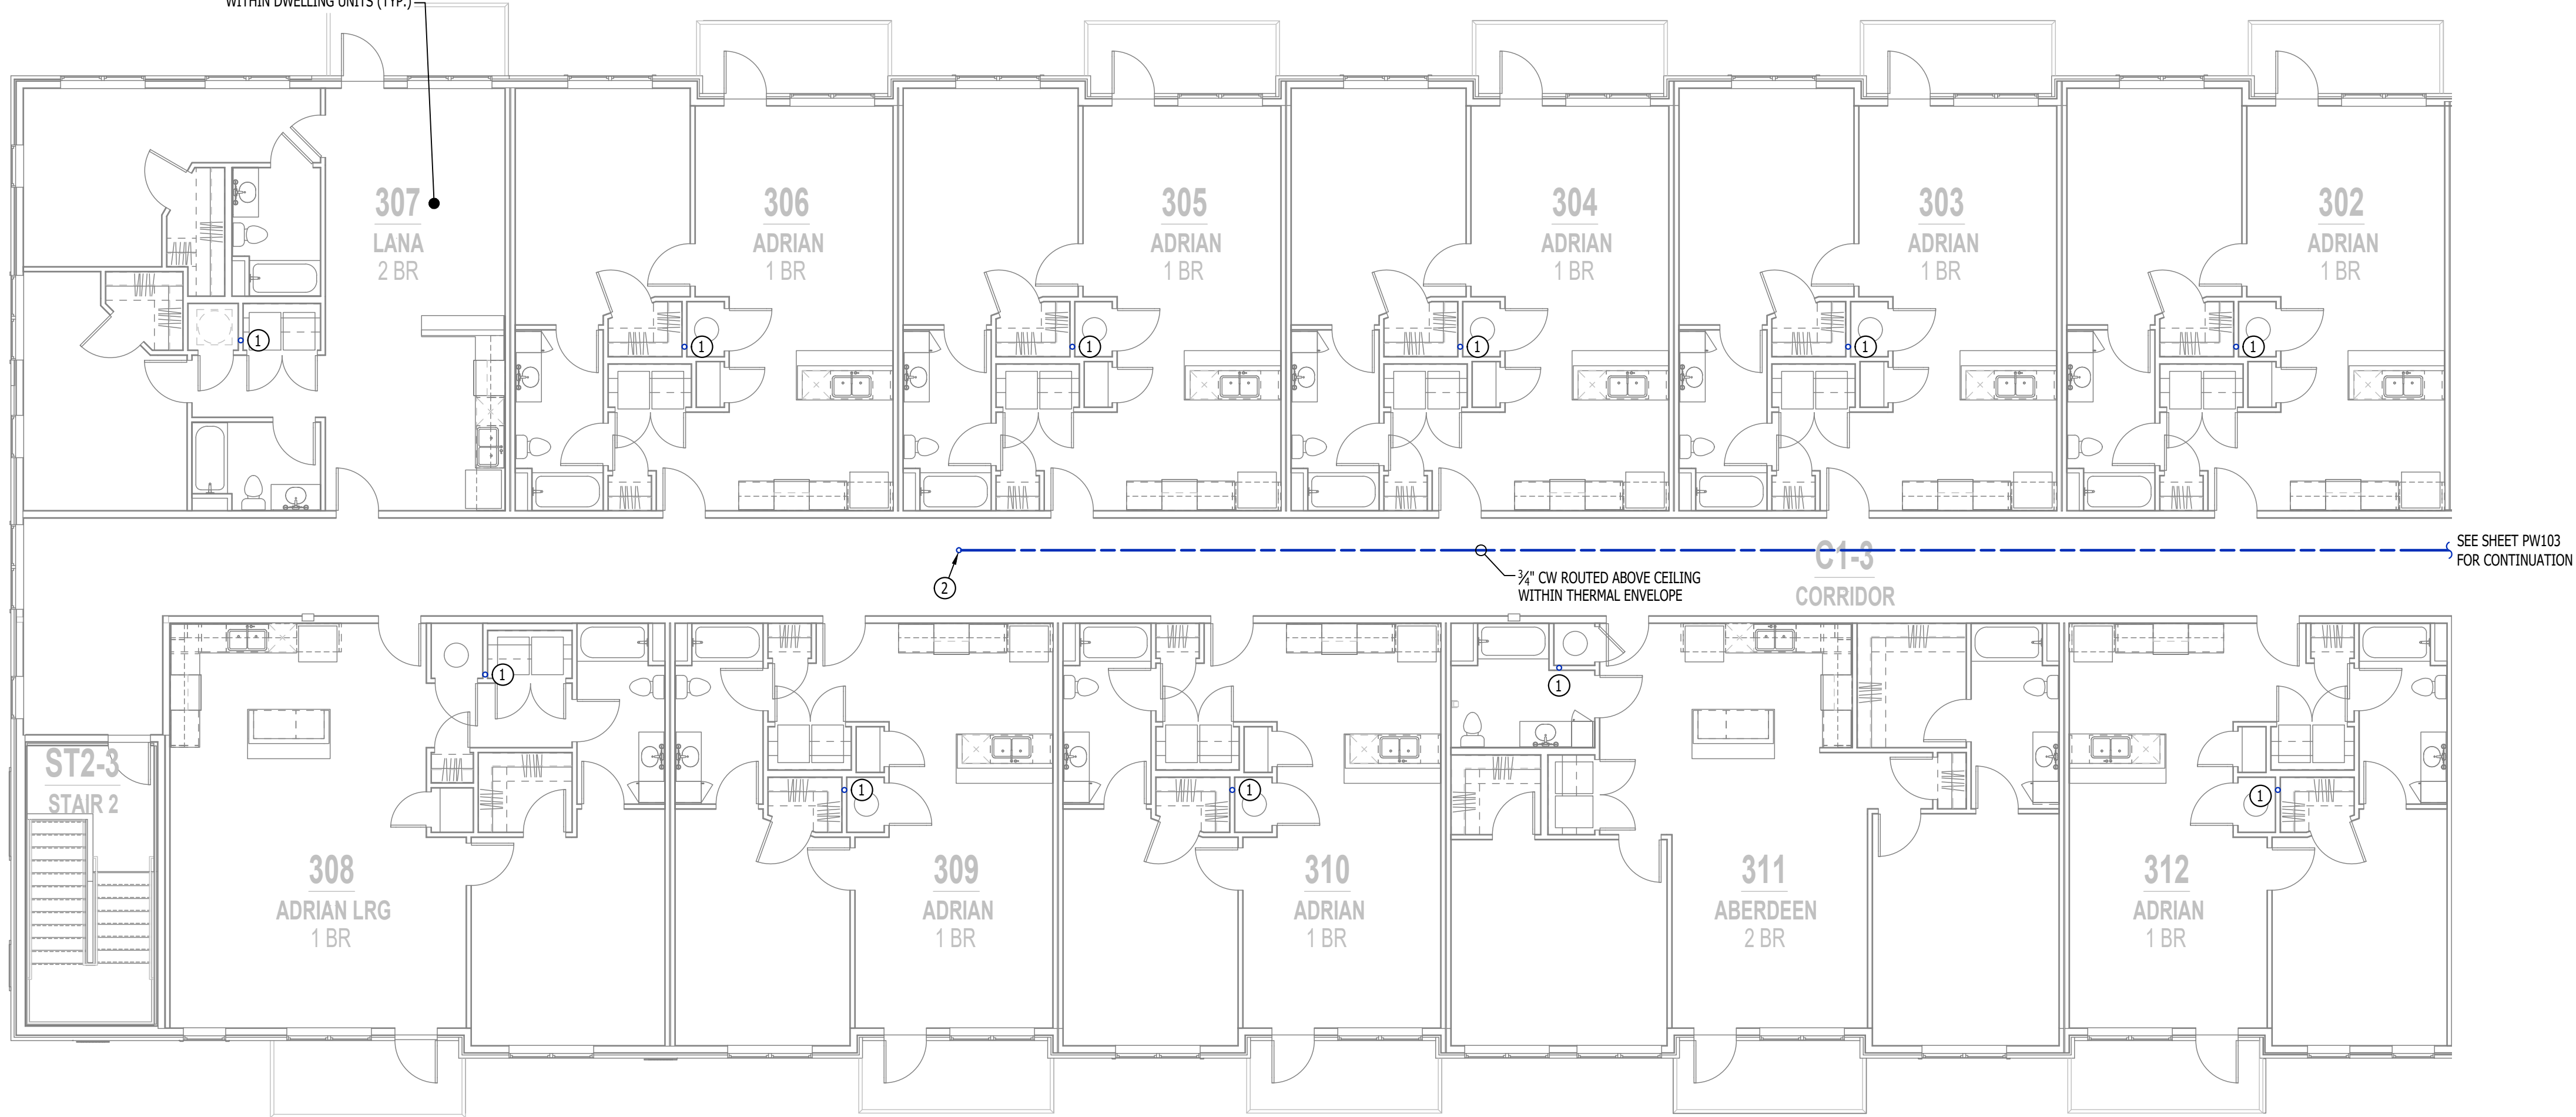 WITHIN DWELLING UNITS (TYP.)
307
LANA
2 BR
306
ADRIAN
1 BR
305
ADRIAN
1 BR
304
ADRIAN
1 BR
303
ADRIAN
1 BR
302
ADRIAN
1 BR
1
1
1
1
1
1
SEE SHEET PW103
FOR CONTINUATION
2
¾" CW ROUTED ABOVE CEILING
WITHIN THERMAL ENVELOPE
C1-3
CORRIDOR
1
1
1
1
1
ST2-3
STAIR 2
308
ADRIAN LRG
1 BR
309
ADRIAN
1 BR
310
ADRIAN
1 BR
311
ABERDEEN
2 BR
312
ADRIAN
1 BR